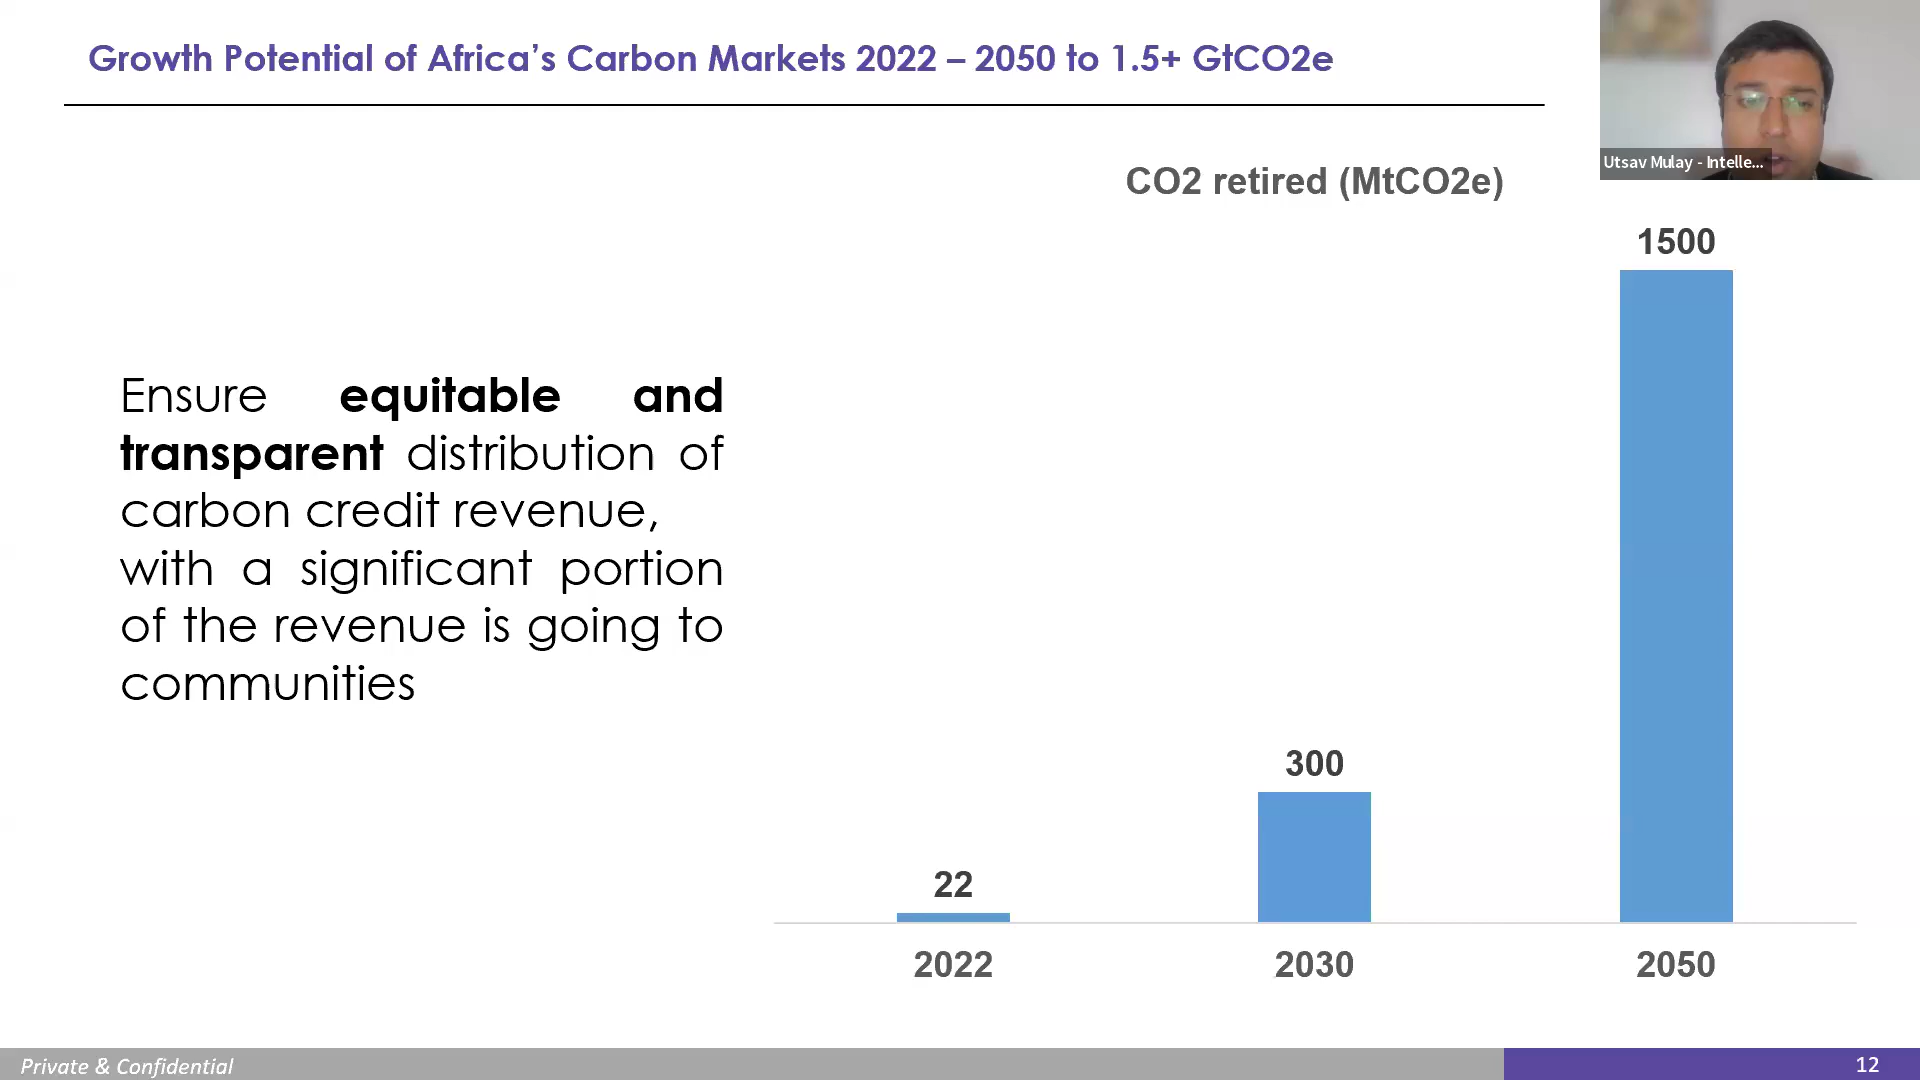 Growth Potential of Africa’s Carbon Markets 2022 – 2050 to 1.5+ GtCO2e
Utsav Mulay - Intelle...
CO2 retired (MtCO2e)
Ensure equitable and
transparent distribution of
carbon credit revenue,
with a significant portion
of the revenue is going to
communities
1500
300
22
2022 2030 2050
Private & Confidential
12